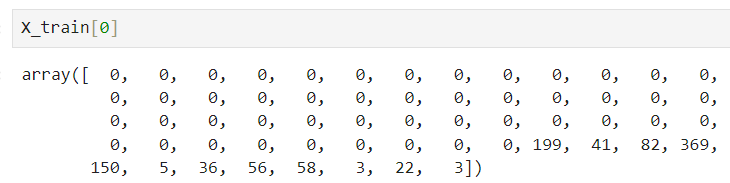 X_train[0]
array([ 0, 0, 0, 0, 0, 0, 0, 0, 0, 0, 0, 0, 0,
0, 0, 0, 0, 0, 0, 0, 0, 0, 0, 0, 0, 0,
0, 0, 0, 0, 0, 0, 0, 0, 0, 0, 0, 0, 0,
0, 0, 0, 0, 0, 0, 0, 0, 0, 199, 41, 82, 369,
150, 5, 36, 56, 58, 3, 22, 3])